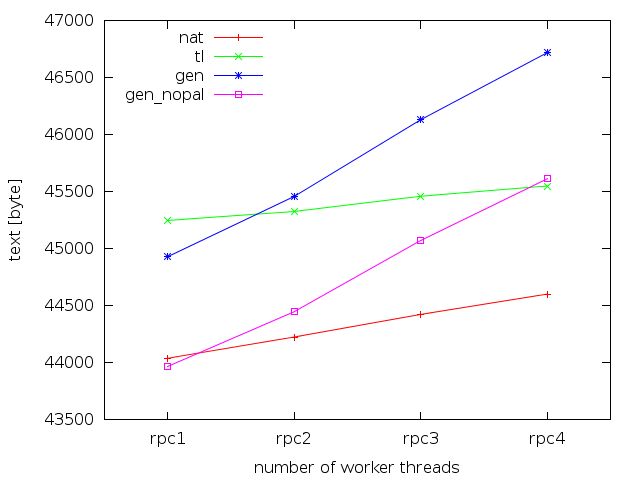 47000
46500
46000
45500
45000
44500
44000
43500
nat
tl
gen
gen_nopal
text [byte]
rpc1 rpc2 rpc3 rpc4
number of worker threads